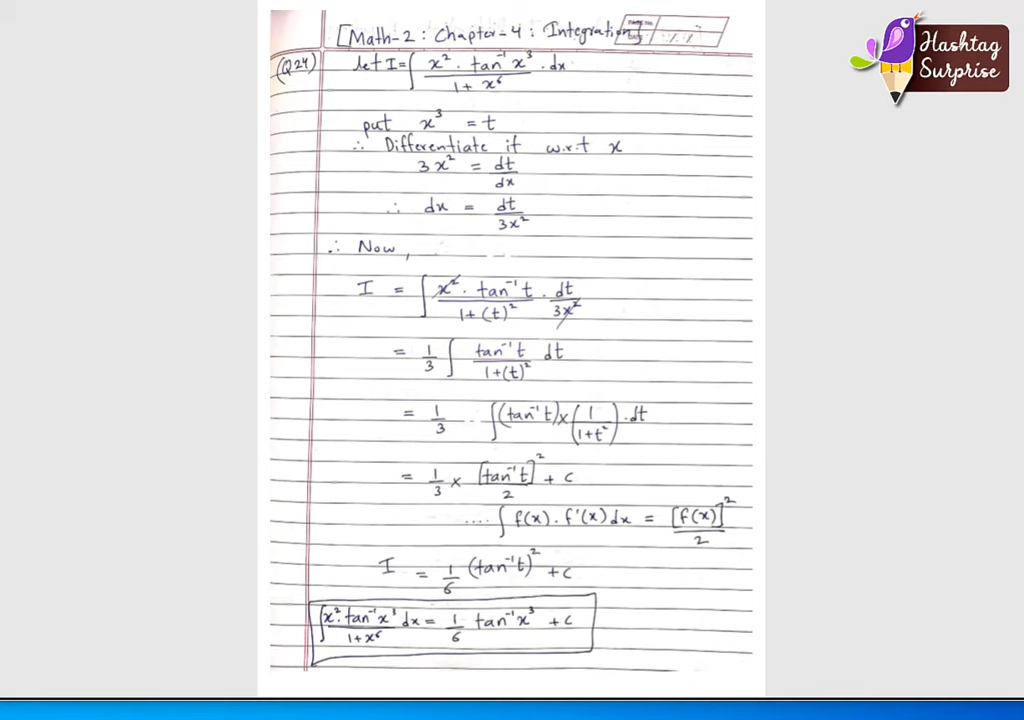 [Math-2 : Chapter-4 : Integration]
Hashtag
Surprise
(Q24) let I = ∫ x² · tan⁻¹ x³ / 1 + x⁶ · dx
put x³ = t
∴ Differentiate it w.r.t x
3x² = dt/dx
∴ dx = dt/3x²
∴ Now,
I = ∫ x² · tan⁻¹ t / 1 + (t)² · dt/3x²
= 1/3 ∫ tan⁻¹ t / 1+(t)² dt
= 1/3 ∫ (tan⁻¹ t) × (1/1+t²) · dt
= 1/3 × [tan⁻¹ t]²/2 + c
.... ∫ f(x) · f'(x) dx = [f(x)]²/2
I = 1/6 (tan⁻¹ t)² + c
∫ x² · tan⁻¹ x³ / 1+x⁶ dx = 1/6 tan⁻¹ x³ + c